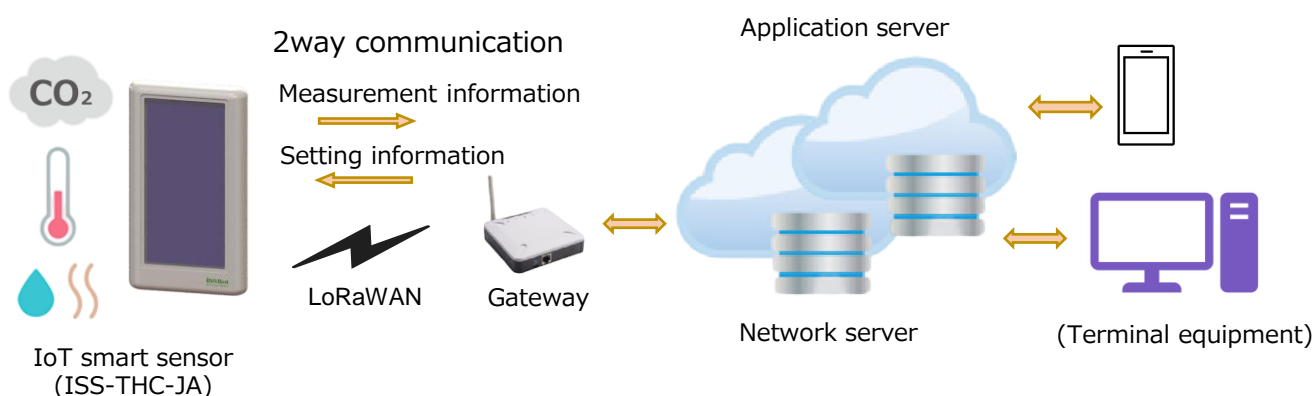 2way communication
Application server
CO₂
Measurement information
Setting information
LoRaWAN
Gateway
Network server
(Terminal equipment)
IoT smart sensor
(ISS-THC-JA)